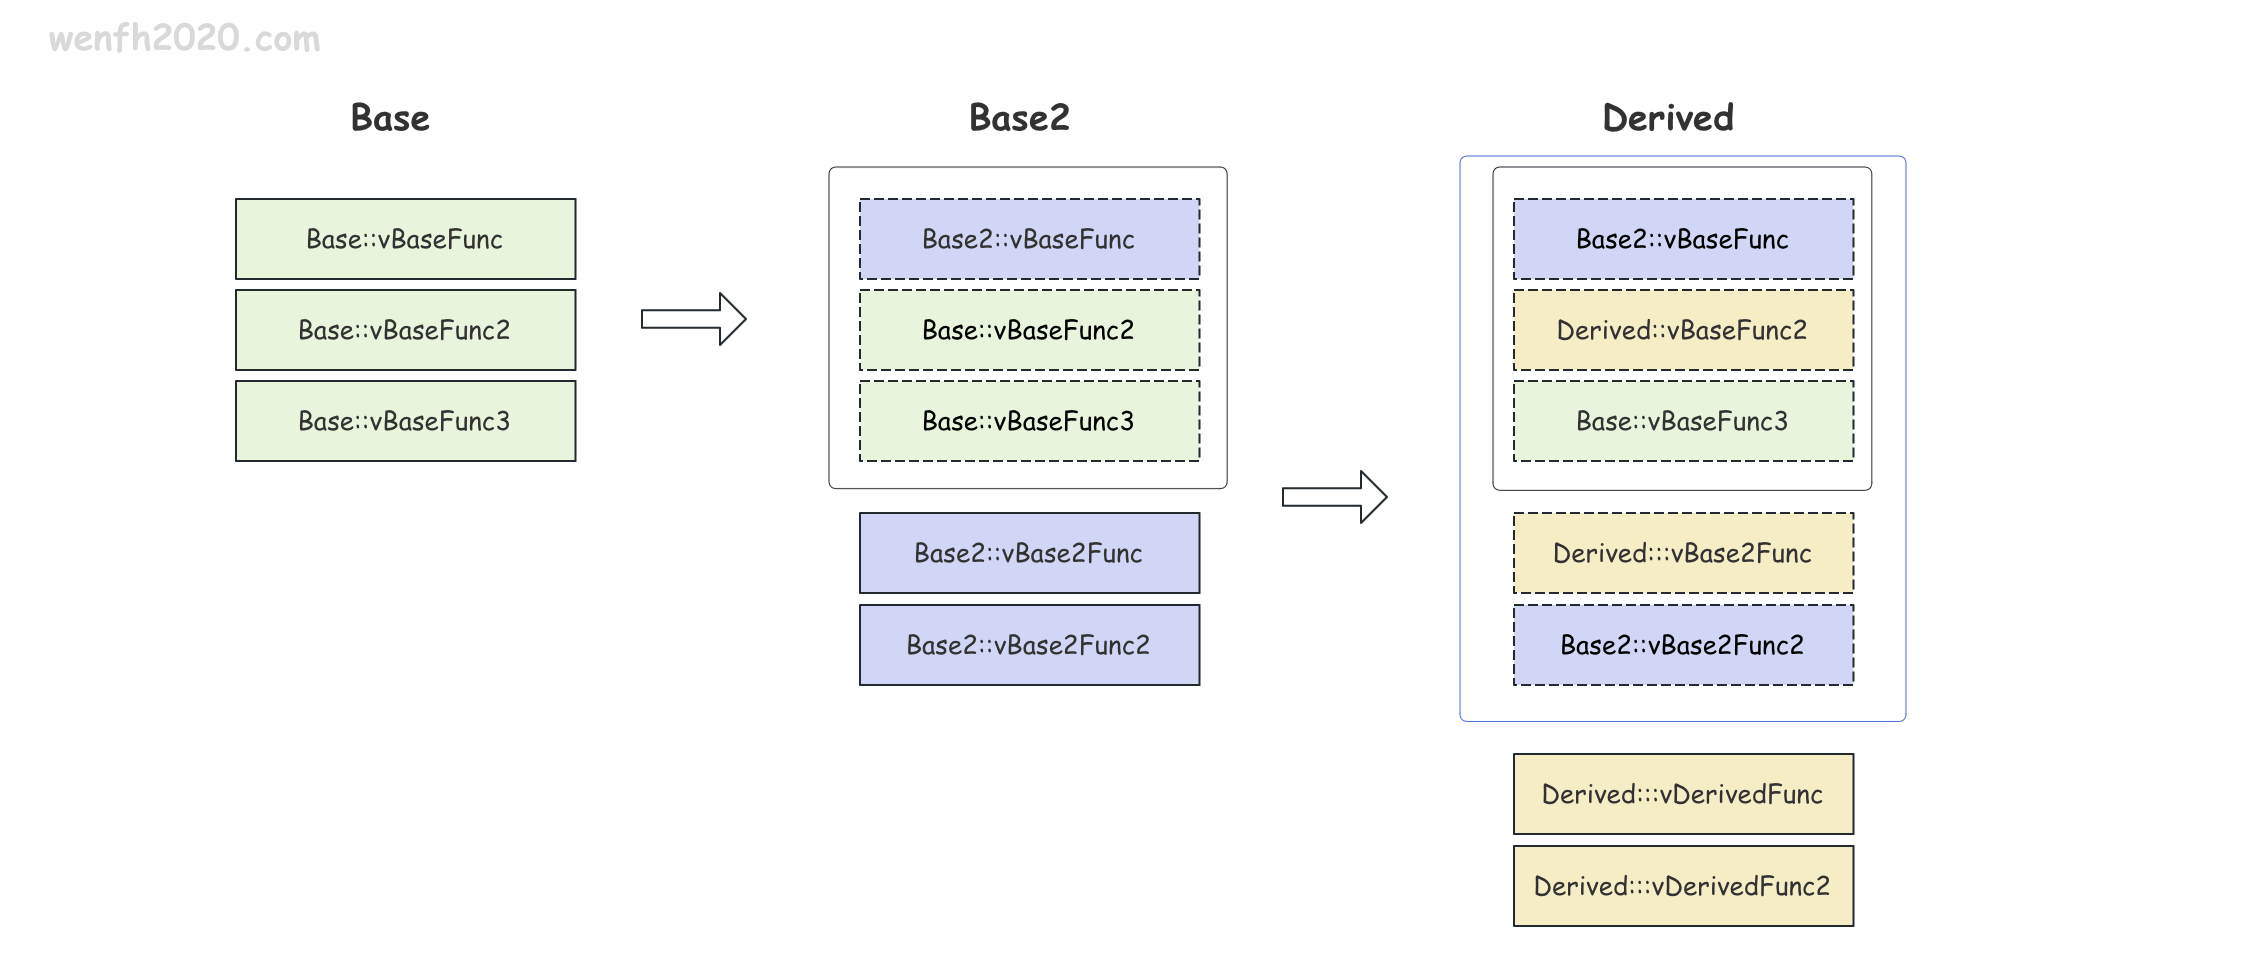 wenfh2020.com
Base
Base::vBaseFunc
Base::vBaseFunc2
Base::vBaseFunc3
Base2
Base2::vBaseFunc
Base::vBaseFunc2
Base::vBaseFunc3
Base2::vBase2Func
Base2::vBase2Func2
Derived
Base2::vBaseFunc
Derived::vBaseFunc2
Base::vBaseFunc3
Derived:::vBase2Func
Base2::vBase2Func2
Derived:::vDerivedFunc
Derived:::vDerivedFunc2